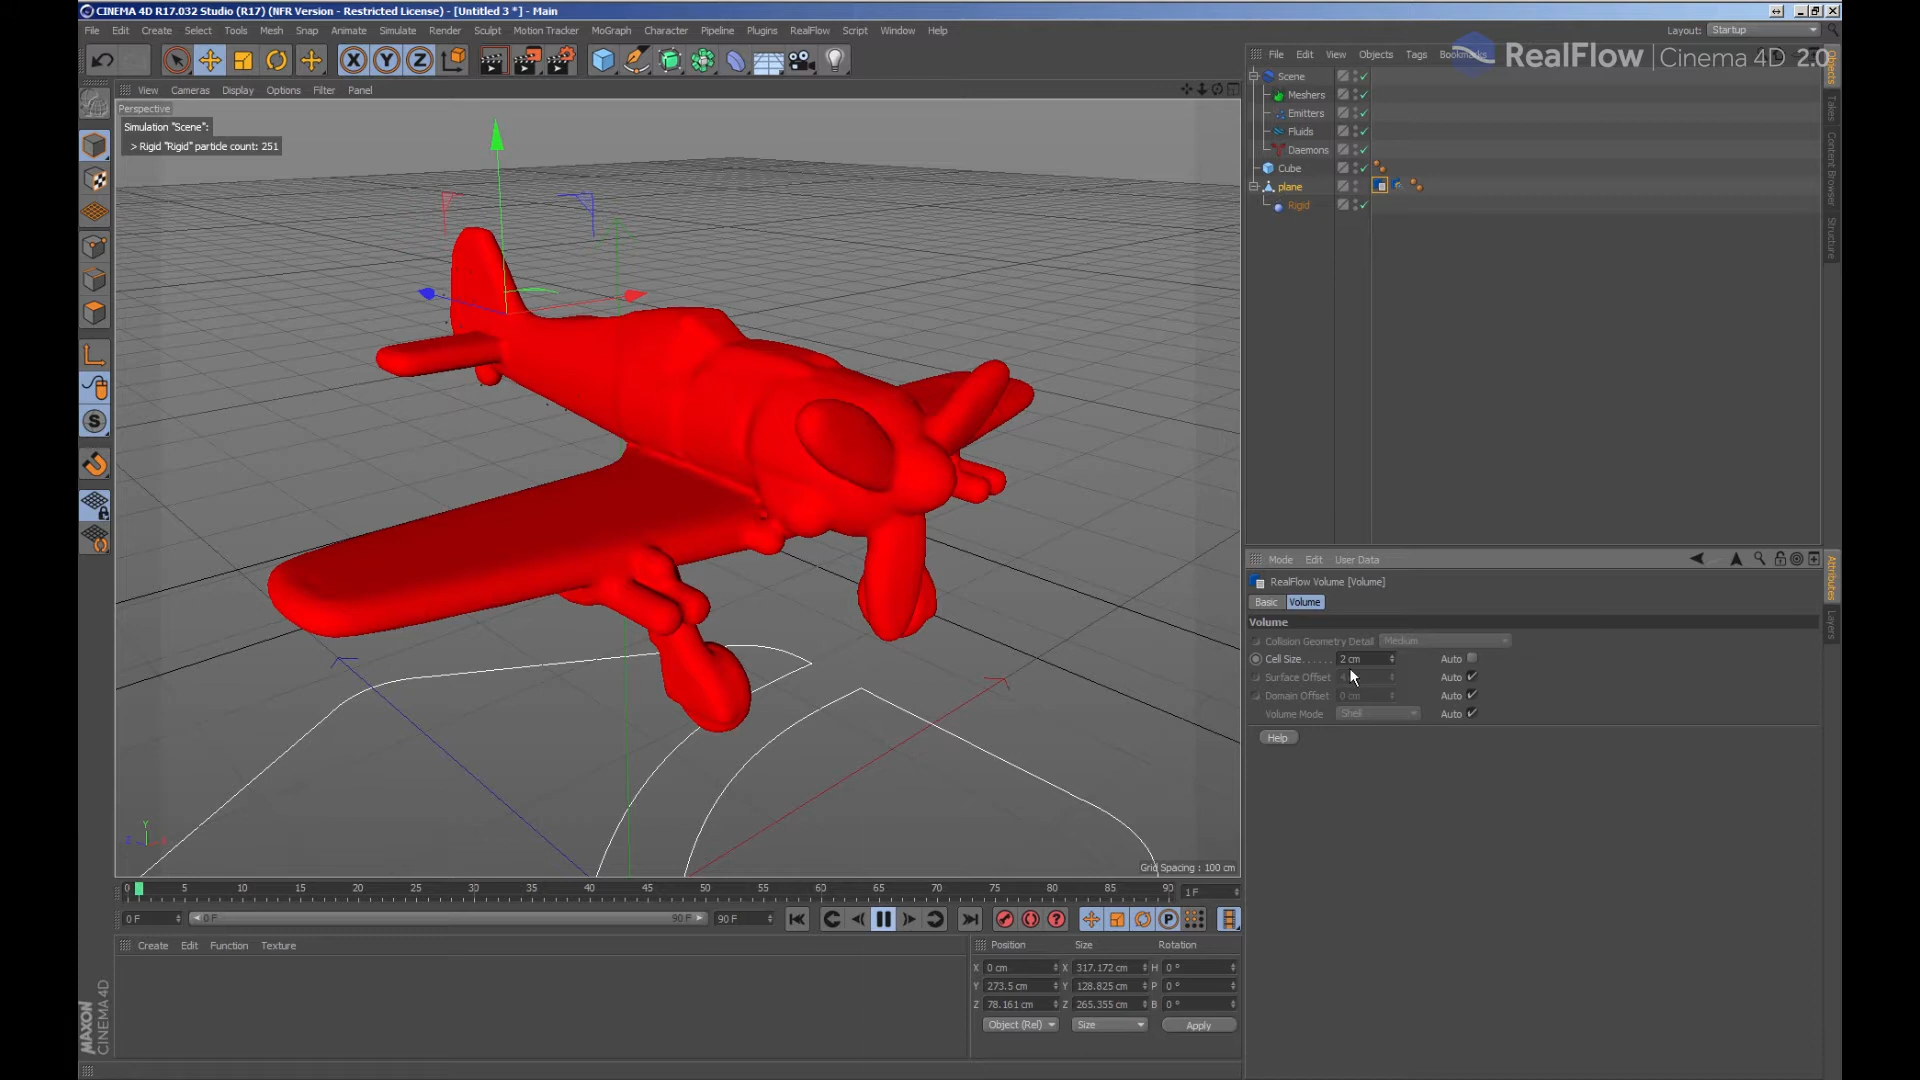 CINEMA 4D R17.032 Studio (R17) (NFR Version - Restricted License) - [Untitled 3 *] - Main
File Edit Create Select Tools Mesh Snap Animate Simulate Render Sculpt Motion Tracker MoGraph Character Pipeline Plugins RealFlow Script Window Help
Layout: Startup
File Edit View Objects Tags Bookmarks
RealFlow | Cinema 4D 2.0
View Cameras Display Options Filter Panel
Perspective
Simulation "Scene":
> Rigid "Rigid" particle count: 251
Scene
Meshers
Emitters
Fluids
Daemons
Cube
plane
Rigid
Objects
Takes
Content Browser
Structure
Mode Edit User Data
RealFlow Volume [Volume]
Basic Volume
Volume
Collision Geometry Detail Medium
Cell Size 2 cm Auto
Surface Offset Auto
Domain Offset 0 cm Auto
Volume Mode Shell Auto
Help
Attributes
Layers
Y
Z X
Grid Spacing : 100 cm
0 5 10 15 20 25 30 35 40 45 50 55 60 65 70 75 80 85 90 1 F
0 F 0 F 90 F 90 F
Create Edit Function Texture
Position Size Rotation
X 0 cm X 317.172 cm H 0 °
Y 273.5 cm Y 128.825 cm P 0 °
Z 78.161 cm Z 265.355 cm B 0 °
Object (Rel) Size Apply
MAXON
CINEMA 4D